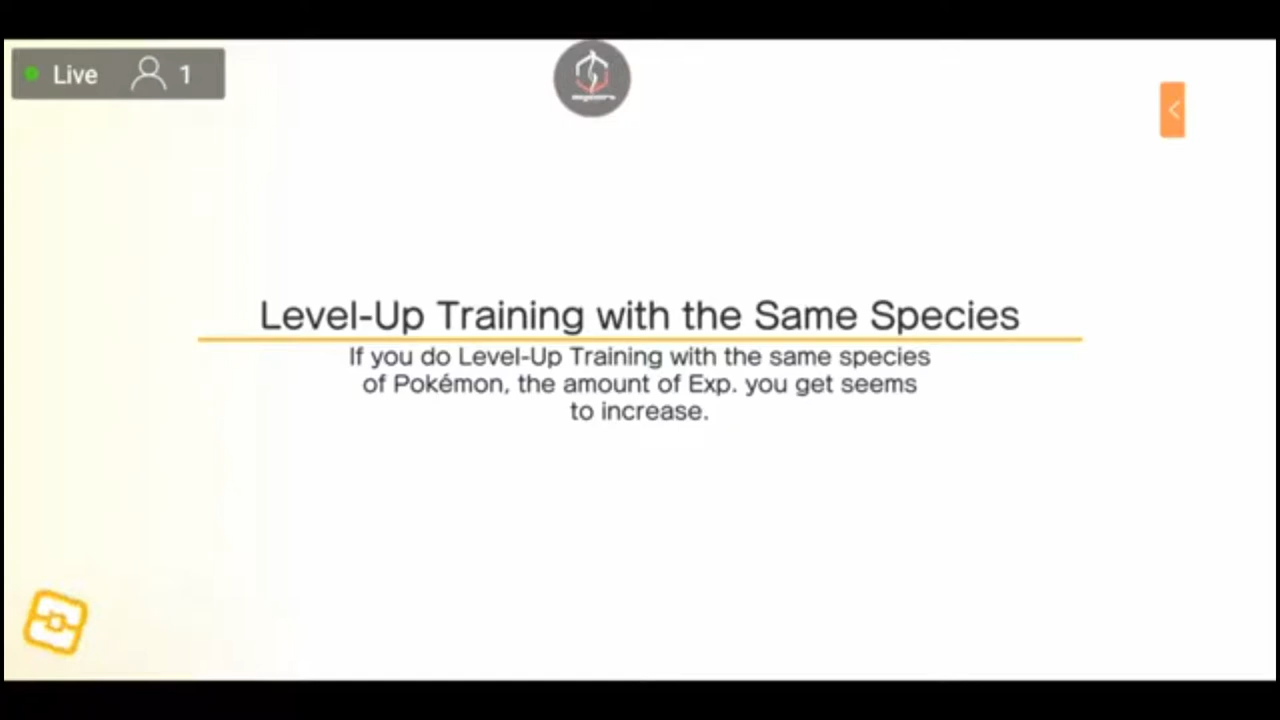 Live 1
Level-Up Training with the Same Species
If you do Level-Up Training with the same species
of Pokémon, the amount of Exp. you get seems
to increase.